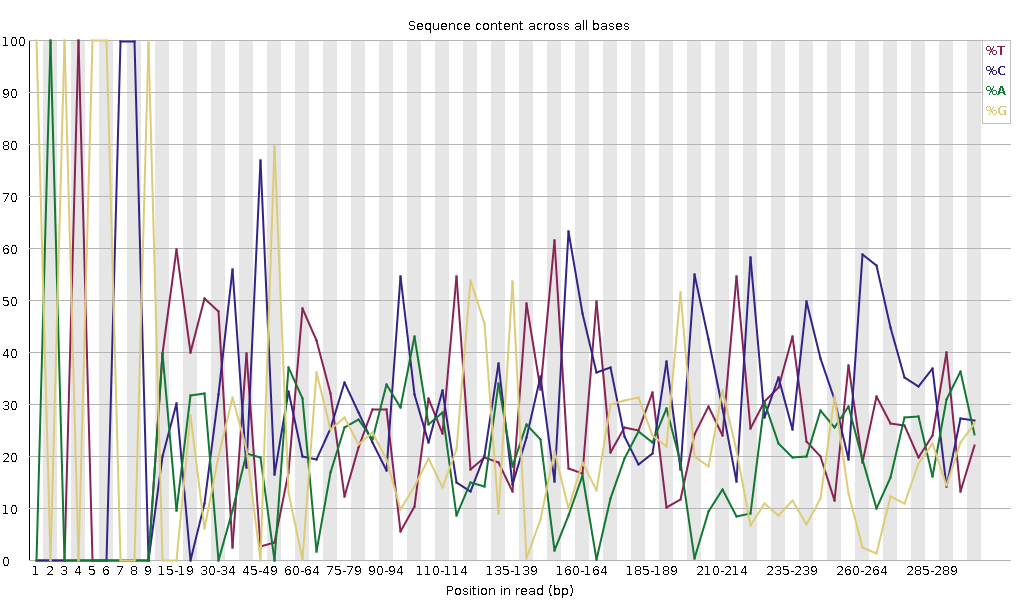 Sequence content across all bases
100
90
80
70
60
50
40
30
20
10
0
%T
%C
%A
%G
1 2 3 4 5 6 7 8 9 15-19 30-34 45-49 60-64 75-79 90-94 110-114 135-139 160-164 185-189 210-214 235-239 260-264 285-289
Position in read (bp)